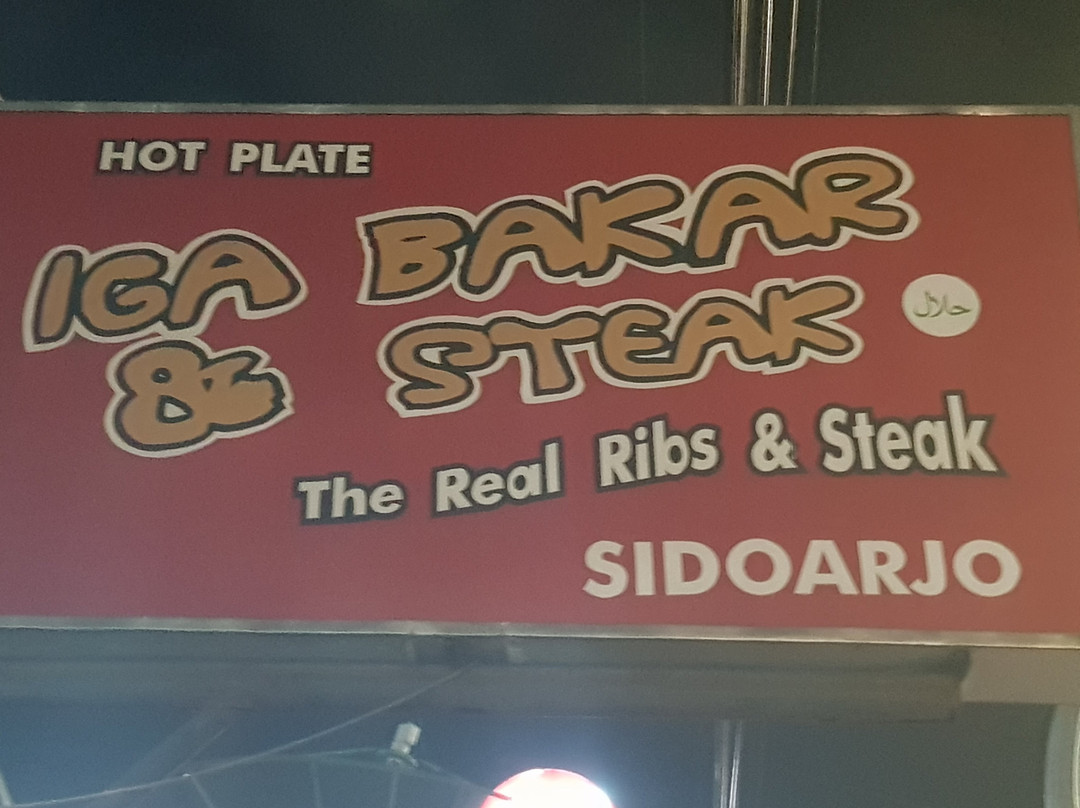 HOT PLATE
IGA BAKAR
& STEAK
حلال
The Real Ribs & Steak
SIDOARJO